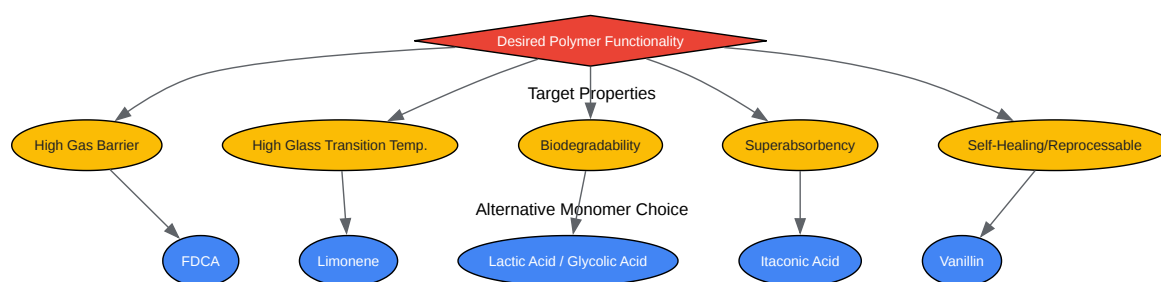 Desired Polymer Functionality
Target Properties
High Gas Barrier
High Glass Transition Temp.
Biodegradability
Superabsorbency
Self-Healing/Reprocessable
Alternative Monomer Choice
FDCA
Limonene
Lactic Acid / Glycolic Acid
Itaconic Acid
Vanillin